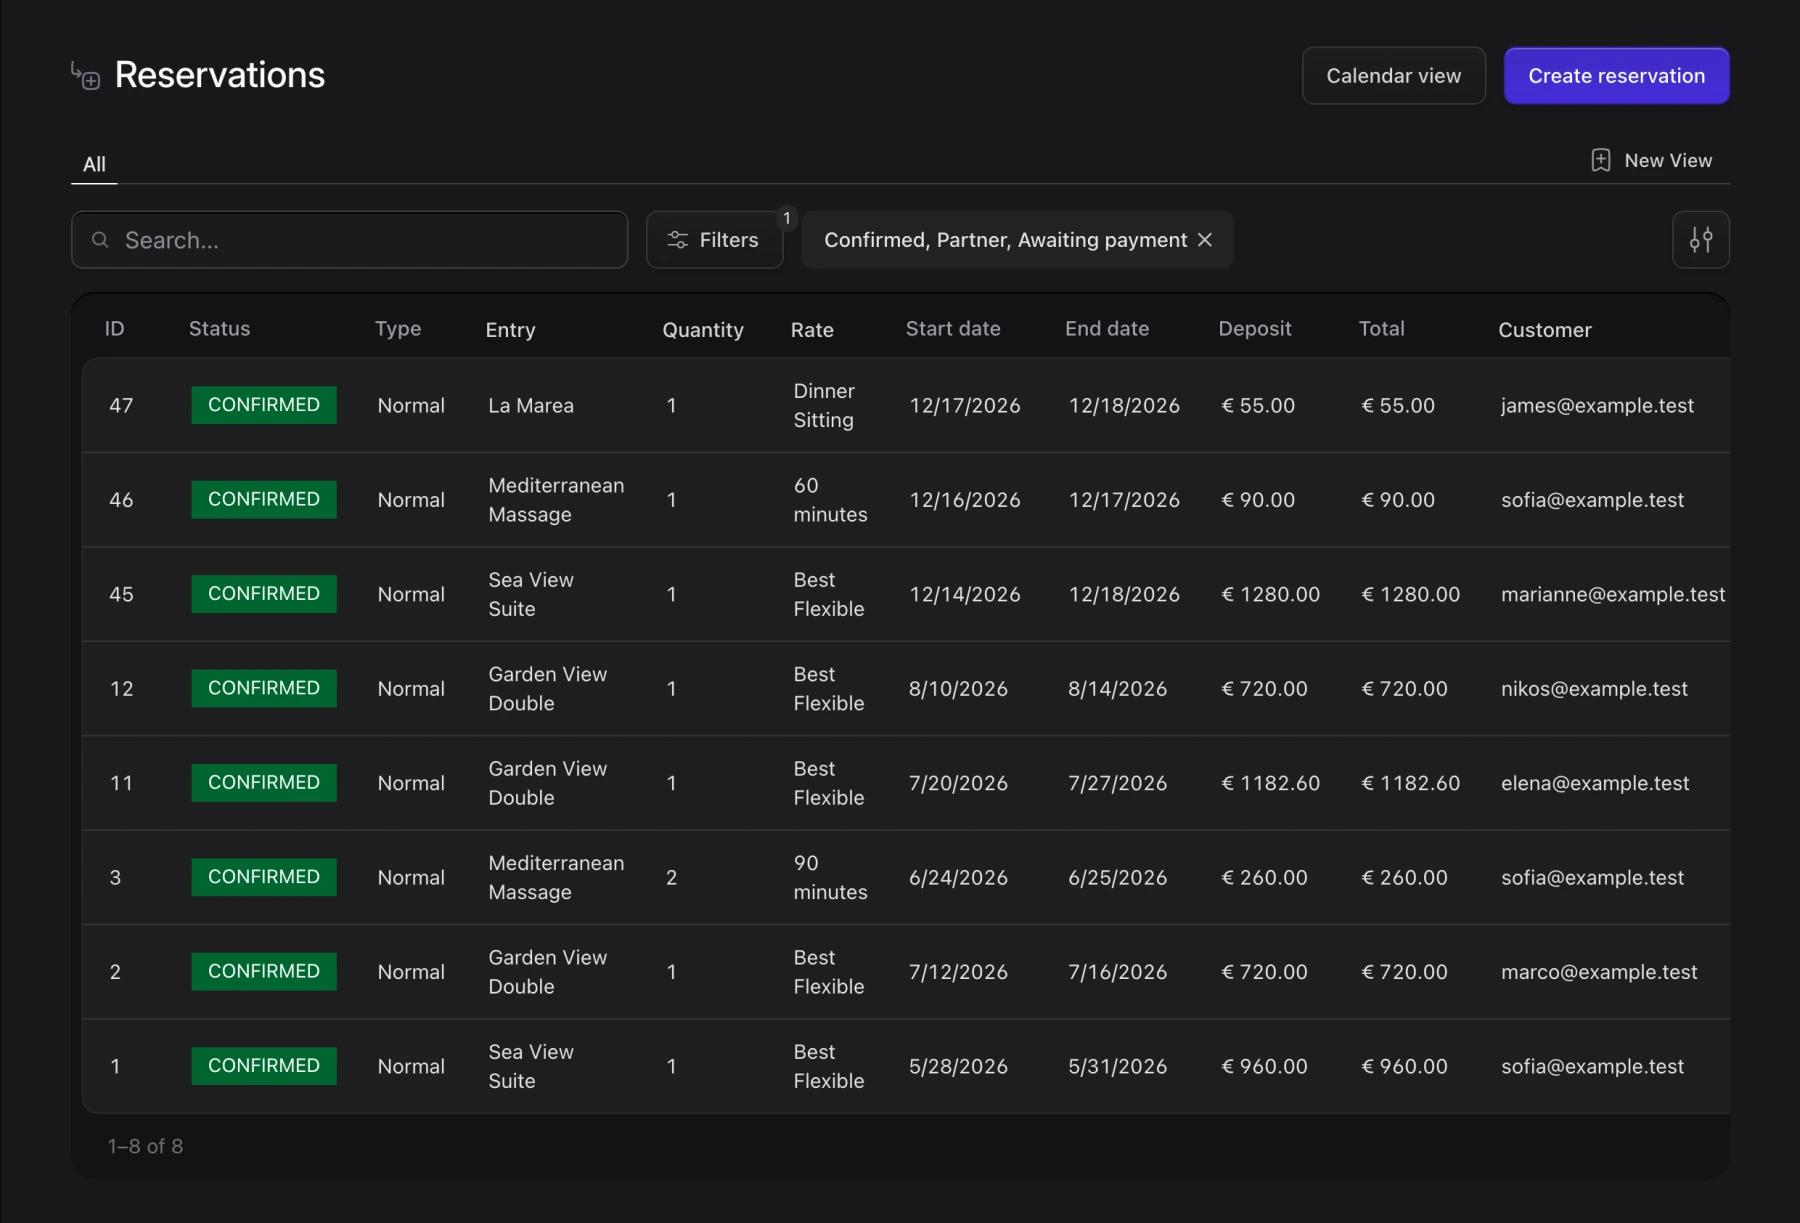 Reservations
Calendar view
Create reservation
All
New View
Search...
Filters
1
Confirmed, Partner, Awaiting payment
ID Status Type Entry Quantity Rate Start date End date Deposit Total Customer
47 CONFIRMED Normal La Marea 1 Dinner Sitting 12/17/2026 12/18/2026 € 55.00 € 55.00 james@example.test
46 CONFIRMED Normal Mediterranean Massage 1 60 minutes 12/16/2026 12/17/2026 € 90.00 € 90.00 sofia@example.test
45 CONFIRMED Normal Sea View Suite 1 Best Flexible 12/14/2026 12/18/2026 € 1280.00 € 1280.00 marianne@example.test
12 CONFIRMED Normal Garden View Double 1 Best Flexible 8/10/2026 8/14/2026 € 720.00 € 720.00 nikos@example.test
11 CONFIRMED Normal Garden View Double 1 Best Flexible 7/20/2026 7/27/2026 € 1182.60 € 1182.60 elena@example.test
3 CONFIRMED Normal Mediterranean Massage 2 90 minutes 6/24/2026 6/25/2026 € 260.00 € 260.00 sofia@example.test
2 CONFIRMED Normal Garden View Double 1 Best Flexible 7/12/2026 7/16/2026 € 720.00 € 720.00 marco@example.test
1 CONFIRMED Normal Sea View Suite 1 Best Flexible 5/28/2026 5/31/2026 € 960.00 € 960.00 sofia@example.test
1–8 of 8